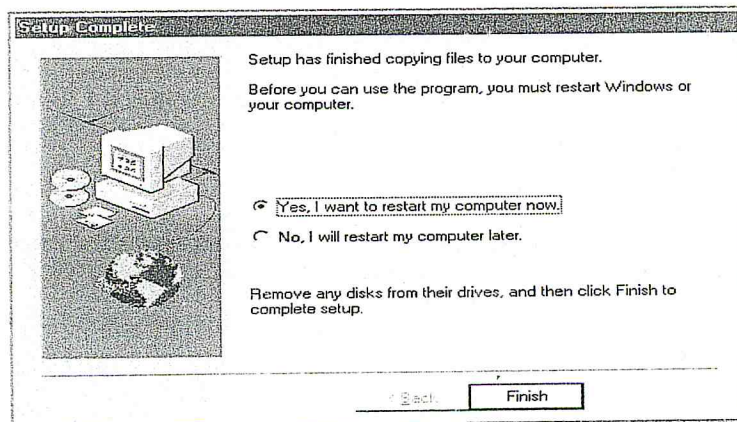 Setup Complete
Setup has finished copying files to your computer.
Before you can use the program, you must restart Windows or
your computer.
Yes, I want to restart my computer now.
No, I will restart my computer later.
Remove any disks from their drives, and then click Finish to
complete setup.
< Back
Finish